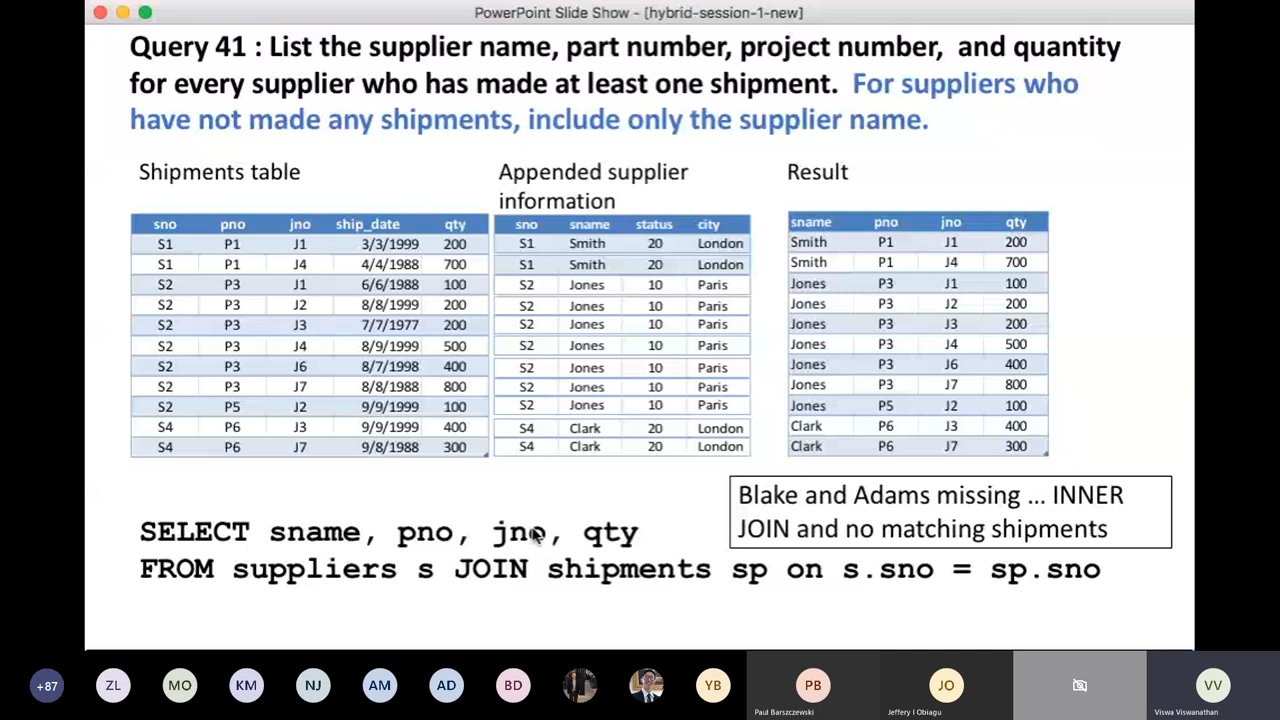 PowerPoint Slide Show - [hybrid-session-1-new]
Query 41 : List the supplier name, part number, project number,  and quantity
for every supplier who has made at least one shipment.  For suppliers who
have not made any shipments, include only the supplier name.
Shipments table
sno pno jno ship_date qty
S1 P1 J1 3/3/1999 200
S1 P1 J4 4/4/1988 700
S2 P3 J1 6/6/1988 100
S2 P3 J2 8/8/1999 200
S2 P3 J3 7/7/1977 200
S2 P3 J4 8/9/1999 500
S2 P3 J6 8/7/1998 400
S2 P3 J7 8/8/1988 800
S2 P5 J2 9/9/1999 100
S4 P6 J3 9/9/1999 400
S4 P6 J7 9/8/1988 300
Appended supplier
information
sno sname status city
S1 Smith 20 London
S1 Smith 20 London
S2 Jones 10 Paris
S2 Jones 10 Paris
S2 Jones 10 Paris
S2 Jones 10 Paris
S2 Jones 10 Paris
S2 Jones 10 Paris
S2 Jones 10 Paris
S4 Clark 20 London
S4 Clark 20 London
Result
sname pno jno qty
Smith P1 J1 200
Smith P1 J4 700
Jones P3 J1 100
Jones P3 J2 200
Jones P3 J3 200
Jones P3 J4 500
Jones P3 J6 400
Jones P3 J7 800
Jones P5 J2 100
Clark P6 J3 400
Clark P6 J7 300
Blake and Adams missing ... INNER
JOIN and no matching shipments
SELECT sname, pno, jno, qty
FROM suppliers s JOIN shipments sp on s.sno = sp.sno
+87 ZL MO KM NJ AM AD BD YB PB JO VV
Paul Barszczewski Jeffery I Obiagu Viswa Viswanathan